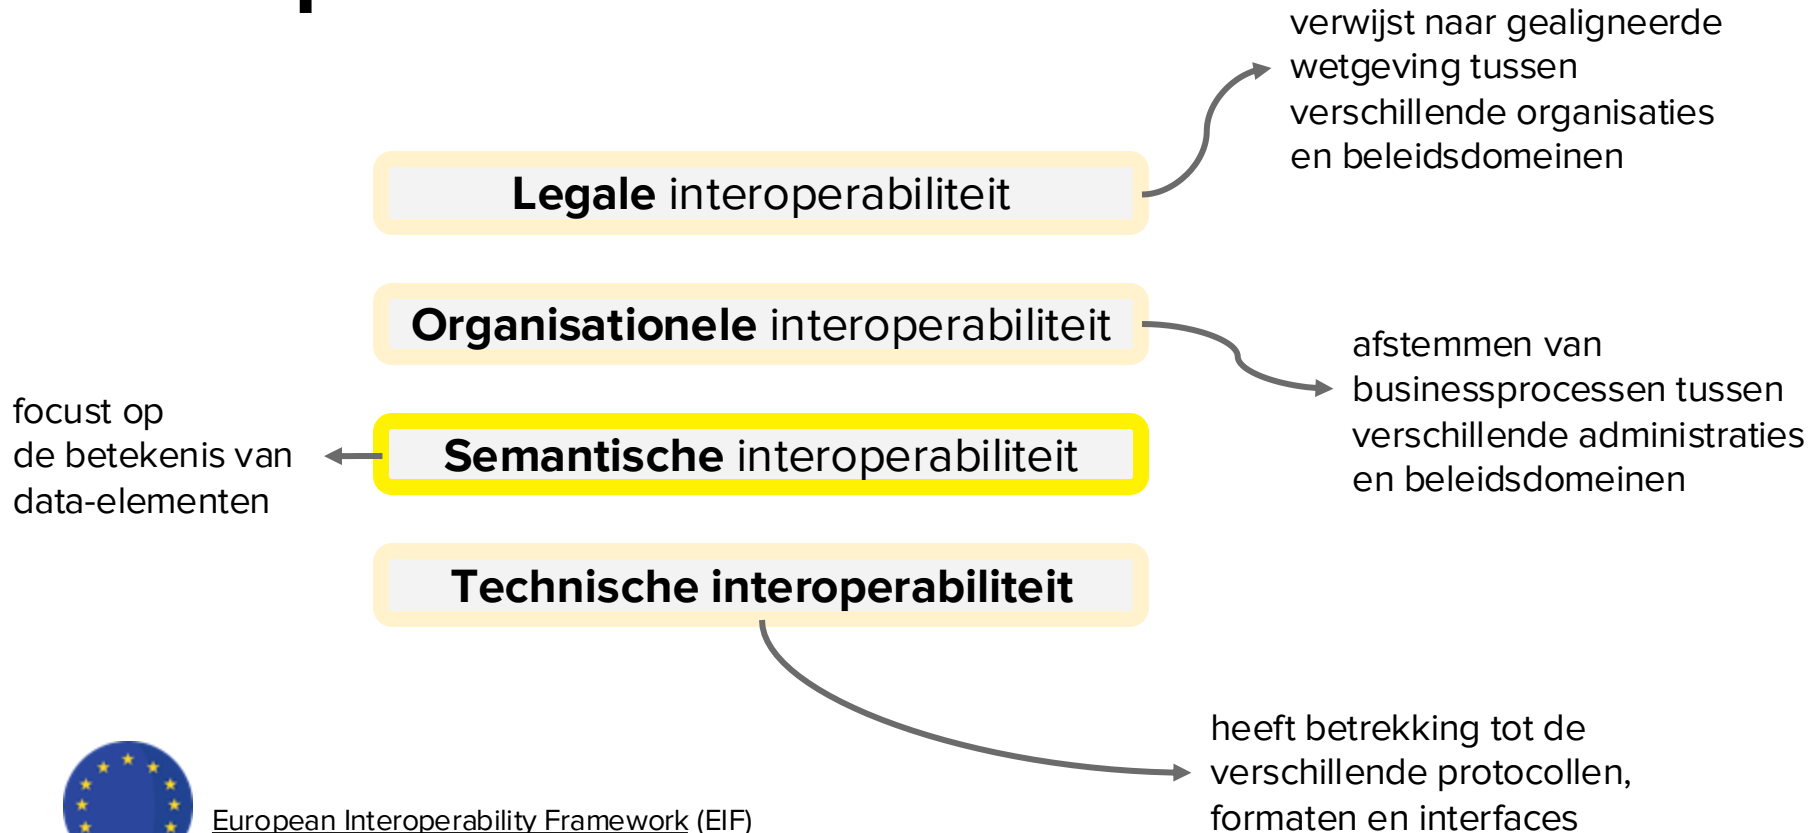 verwijst naar gealigneerde
wetgeving tussen
verschillende organisaties
en beleidsdomeinen
Legale interoperabiliteit
Organisationele interoperabiliteit
afstemmen van
businessprocessen tussen
verschillende administraties
en beleidsdomeinen
focust op
de betekenis van
data-elementen
Semantische interoperabiliteit
Technische interoperabiliteit
heeft betrekking tot de
verschillende protocollen,
formaten en interfaces
European Interoperability Framework (EIF)